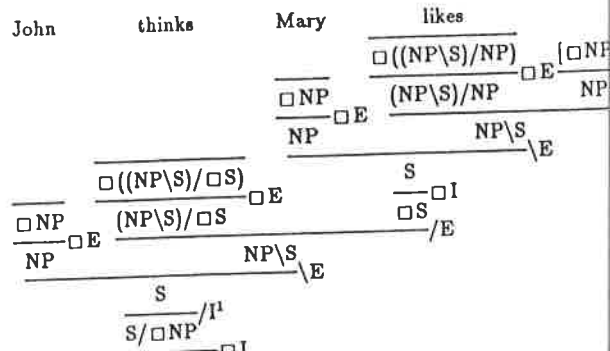 John thinks Mary likes
□((NP\S)/NP) [□NP
□NP □E (NP\S)/NP □E NP
NP NP\S \E
□((NP\S)/□S) □E S □I
□NP □E (NP\S)/□S □S /E
NP NP\S \E
S /I¹
S/□NP □I